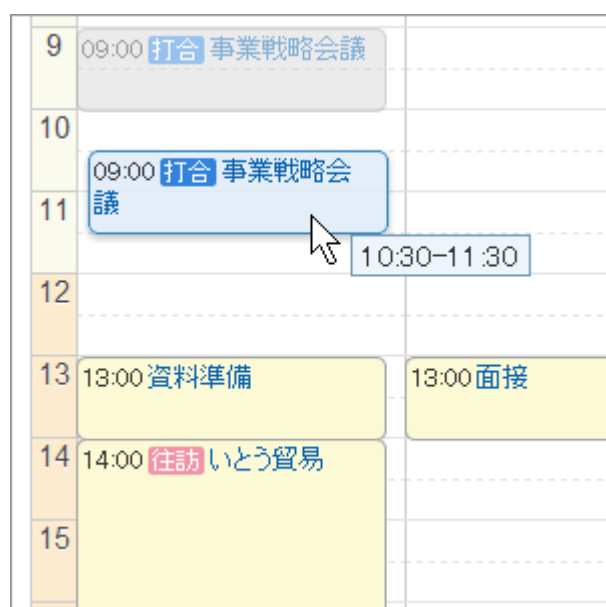 9
09:00 打合 事業戦略会議
10
09:00 打合 事業戦略会
議
11
10:30-11:30
12
13
13:00 資料準備
13:00 面接
14
14:00 往訪 いとう貿易
15